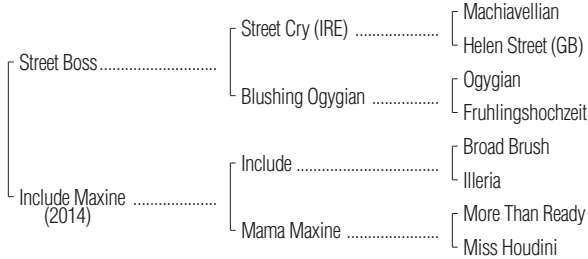 Machiavellian
Street Cry (IRE) ....................
Helen Street (GB)
Street Boss ............................
Ogygian
Blushing Ogygian ................
Fruhlingshochzeit
Broad Brush
Include ..................................
Illeria
Include Maxine ....................
(2014)
More Than Ready
Mama Maxine ......................
Miss Houdini